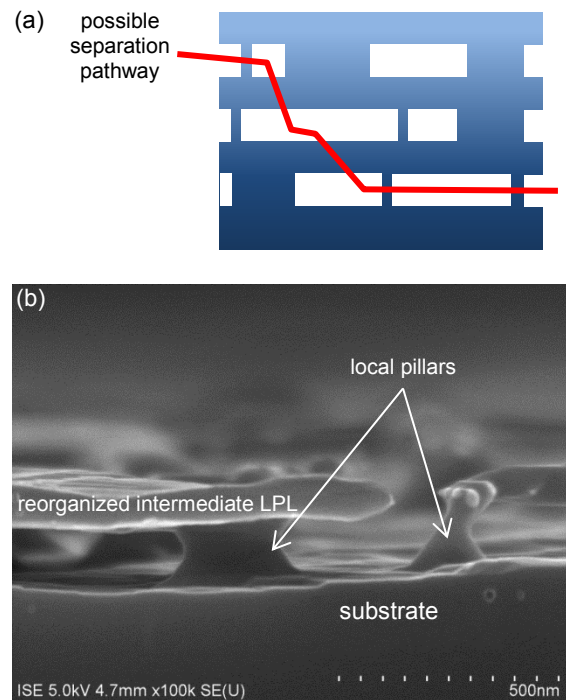 (a)
possible
separation
pathway
(b)
local pillars
reorganized intermediate LPL
substrate
ISE 5.0kV 4.7mm x100k SE(U)
500nm